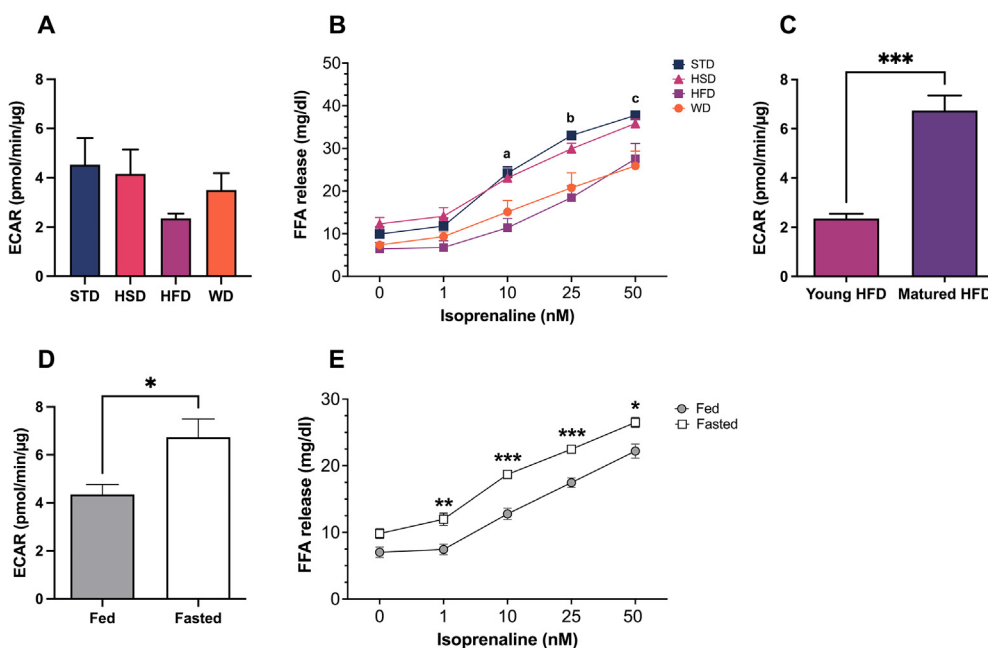 A
ECAR (pmol/min/µg)
8
6
4
2
0
STD HSD HFD WD
B
FFA release (mg/dl)
50
40
30
20
10
0
a
b
c
0 1 10 25 50
Isoprenaline (nM)
STD
HSD
HFD
WD
C
ECAR (pmol/min/µg)
8
6
4
2
0
***
Young HFD Matured HFD
D
ECAR (pmol/min/µg)
8
6
4
2
0
*
Fed Fasted
E
FFA release (mg/dl)
30
20
10
0
**
***
***
*
0 1 10 25 50
Isoprenaline (nM)
Fed
Fasted